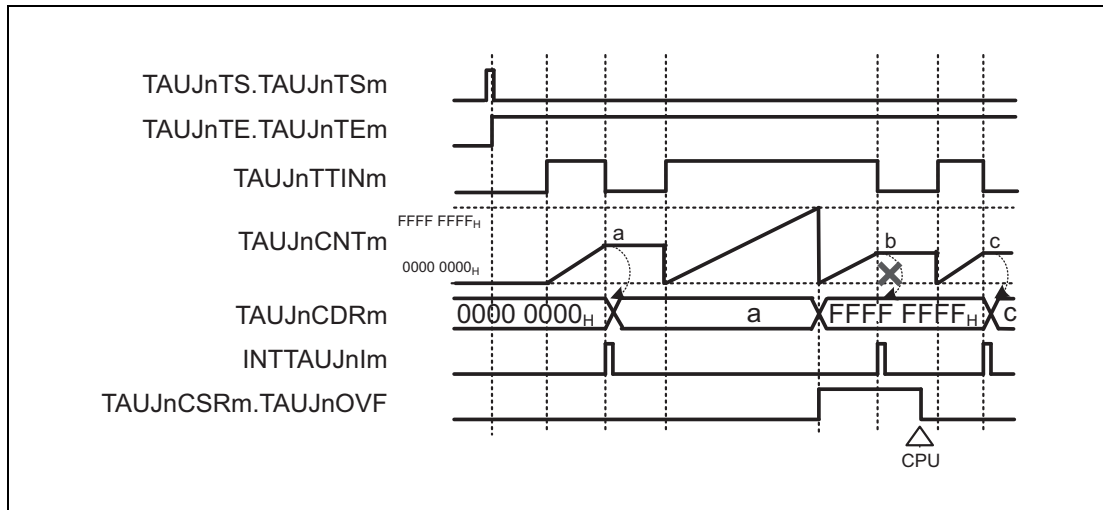 TAUJnTS.TAUJnTSm
TAUJnTE.TAUJnTEm
TAUJnTTINm
TAUJnCNTm
FFFF FFFFH
0000 0000H
a
b
c
TAUJnCDRm
0000 0000H
a
FFFF FFFFH
c
INTTAUJnIm
TAUJnCSRm.TAUJnOVF
CPU